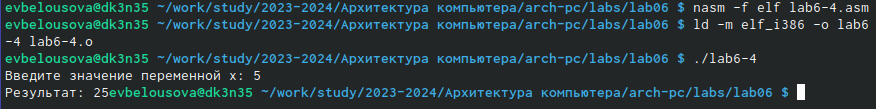 evbelousova@dk3n35 ~/work/study/2023-2024/Архитектура компьютера/arch-pc/labs/lab06 $ nasm -f elf lab6-4.asm
evbelousova@dk3n35 ~/work/study/2023-2024/Архитектура компьютера/arch-pc/labs/lab06 $ ld -m elf_i386 -o lab6
-4 lab6-4.o
evbelousova@dk3n35 ~/work/study/2023-2024/Архитектура компьютера/arch-pc/labs/lab06 $ ./lab6-4
Введите значение переменной х: 5
Результат: 25evbelousova@dk3n35 ~/work/study/2023-2024/Архитектура компьютера/arch-pc/labs/lab06 $